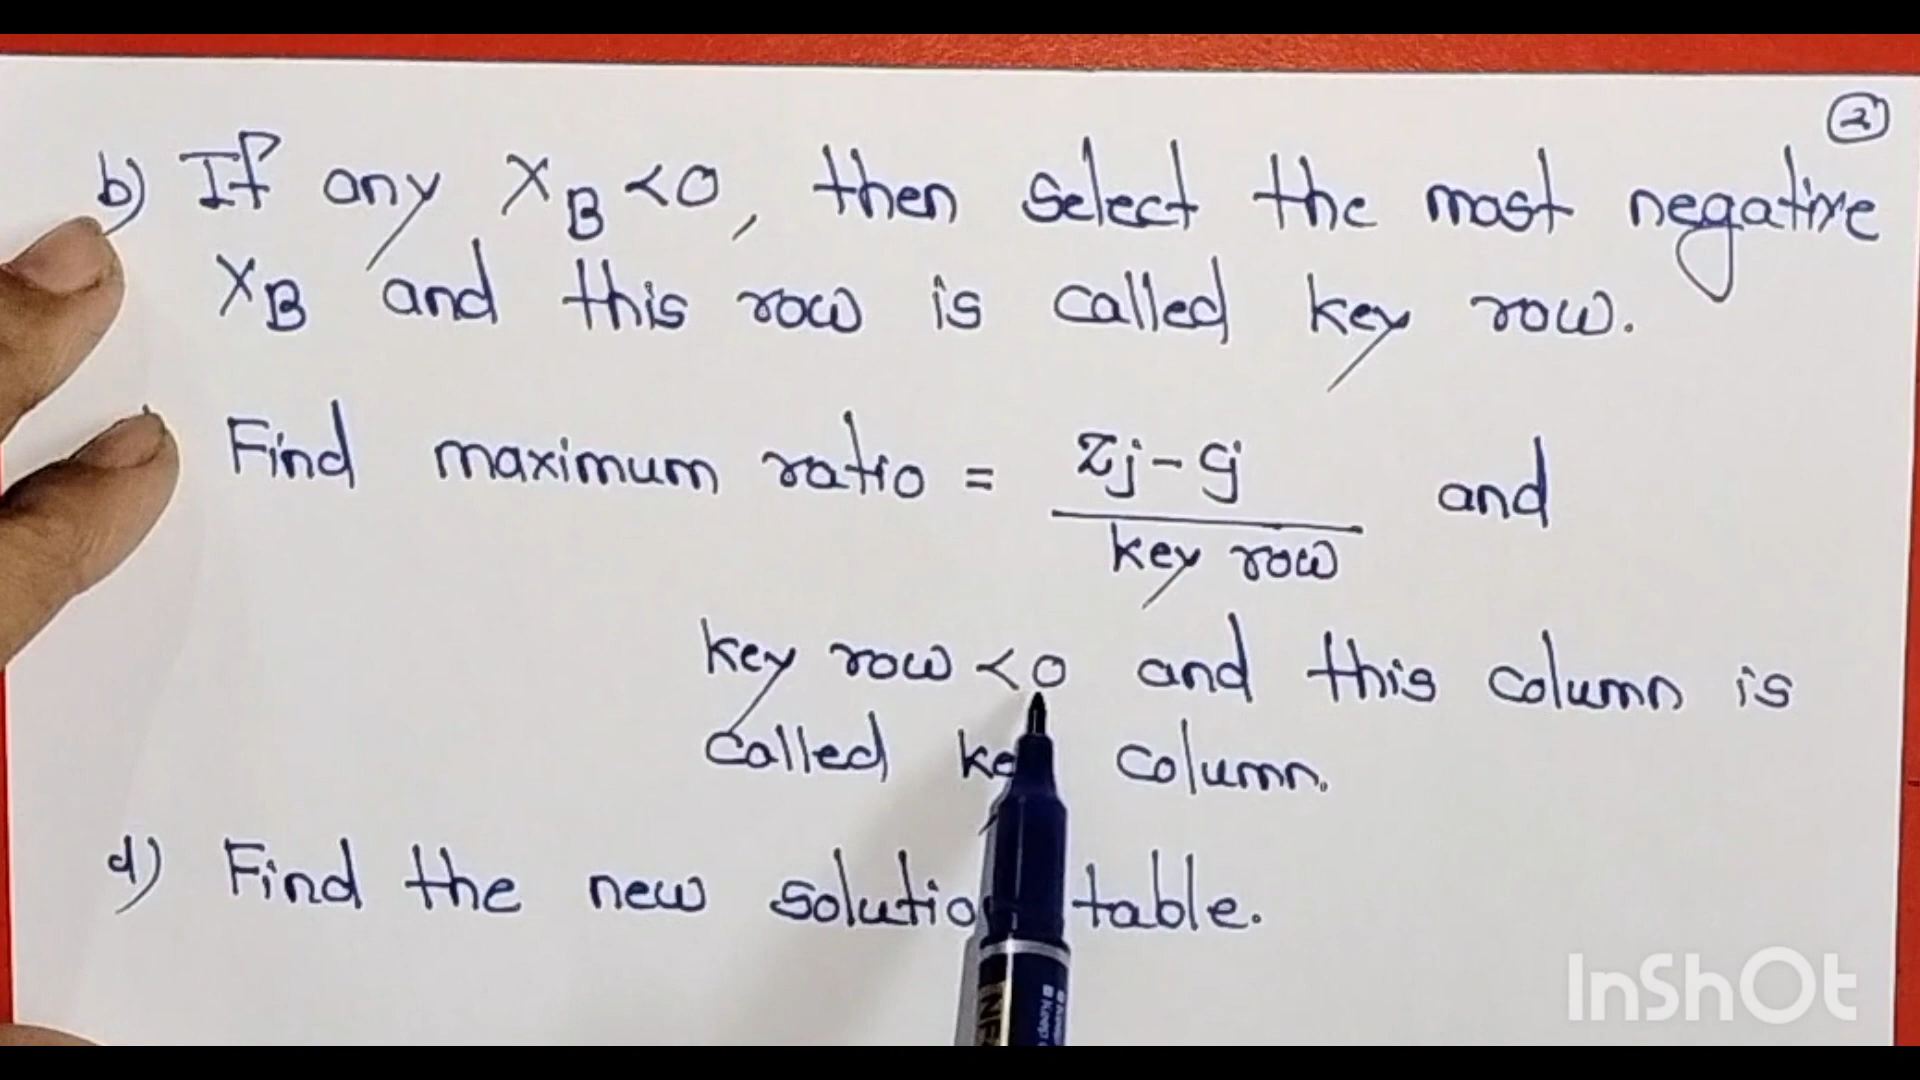 2
b) If any XB<0, then select the most negative
XB and this row is called key row.
Find maximum ratio = Zj-Cj / key row and
key row <0 and this column is
called column.
d) Find the new solution table.
InShOt